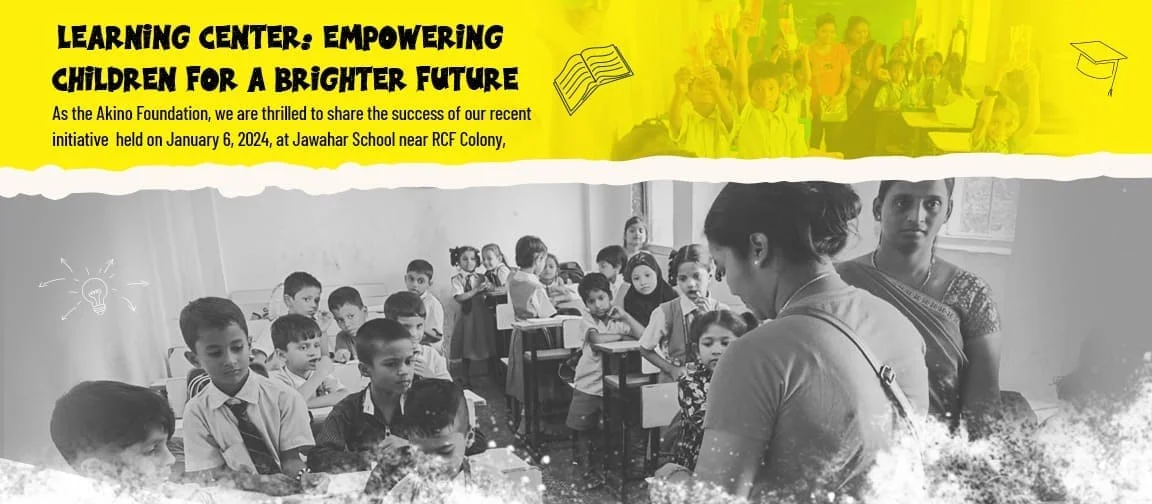 LEARNING CENTER: EMPOWERING
CHILDREN FOR A BRIGHTER FUTURE
As the Akino Foundation, we are thrilled to share the success of our recent
initiative held on January 6, 2024, at Jawahar School near RCF Colony,